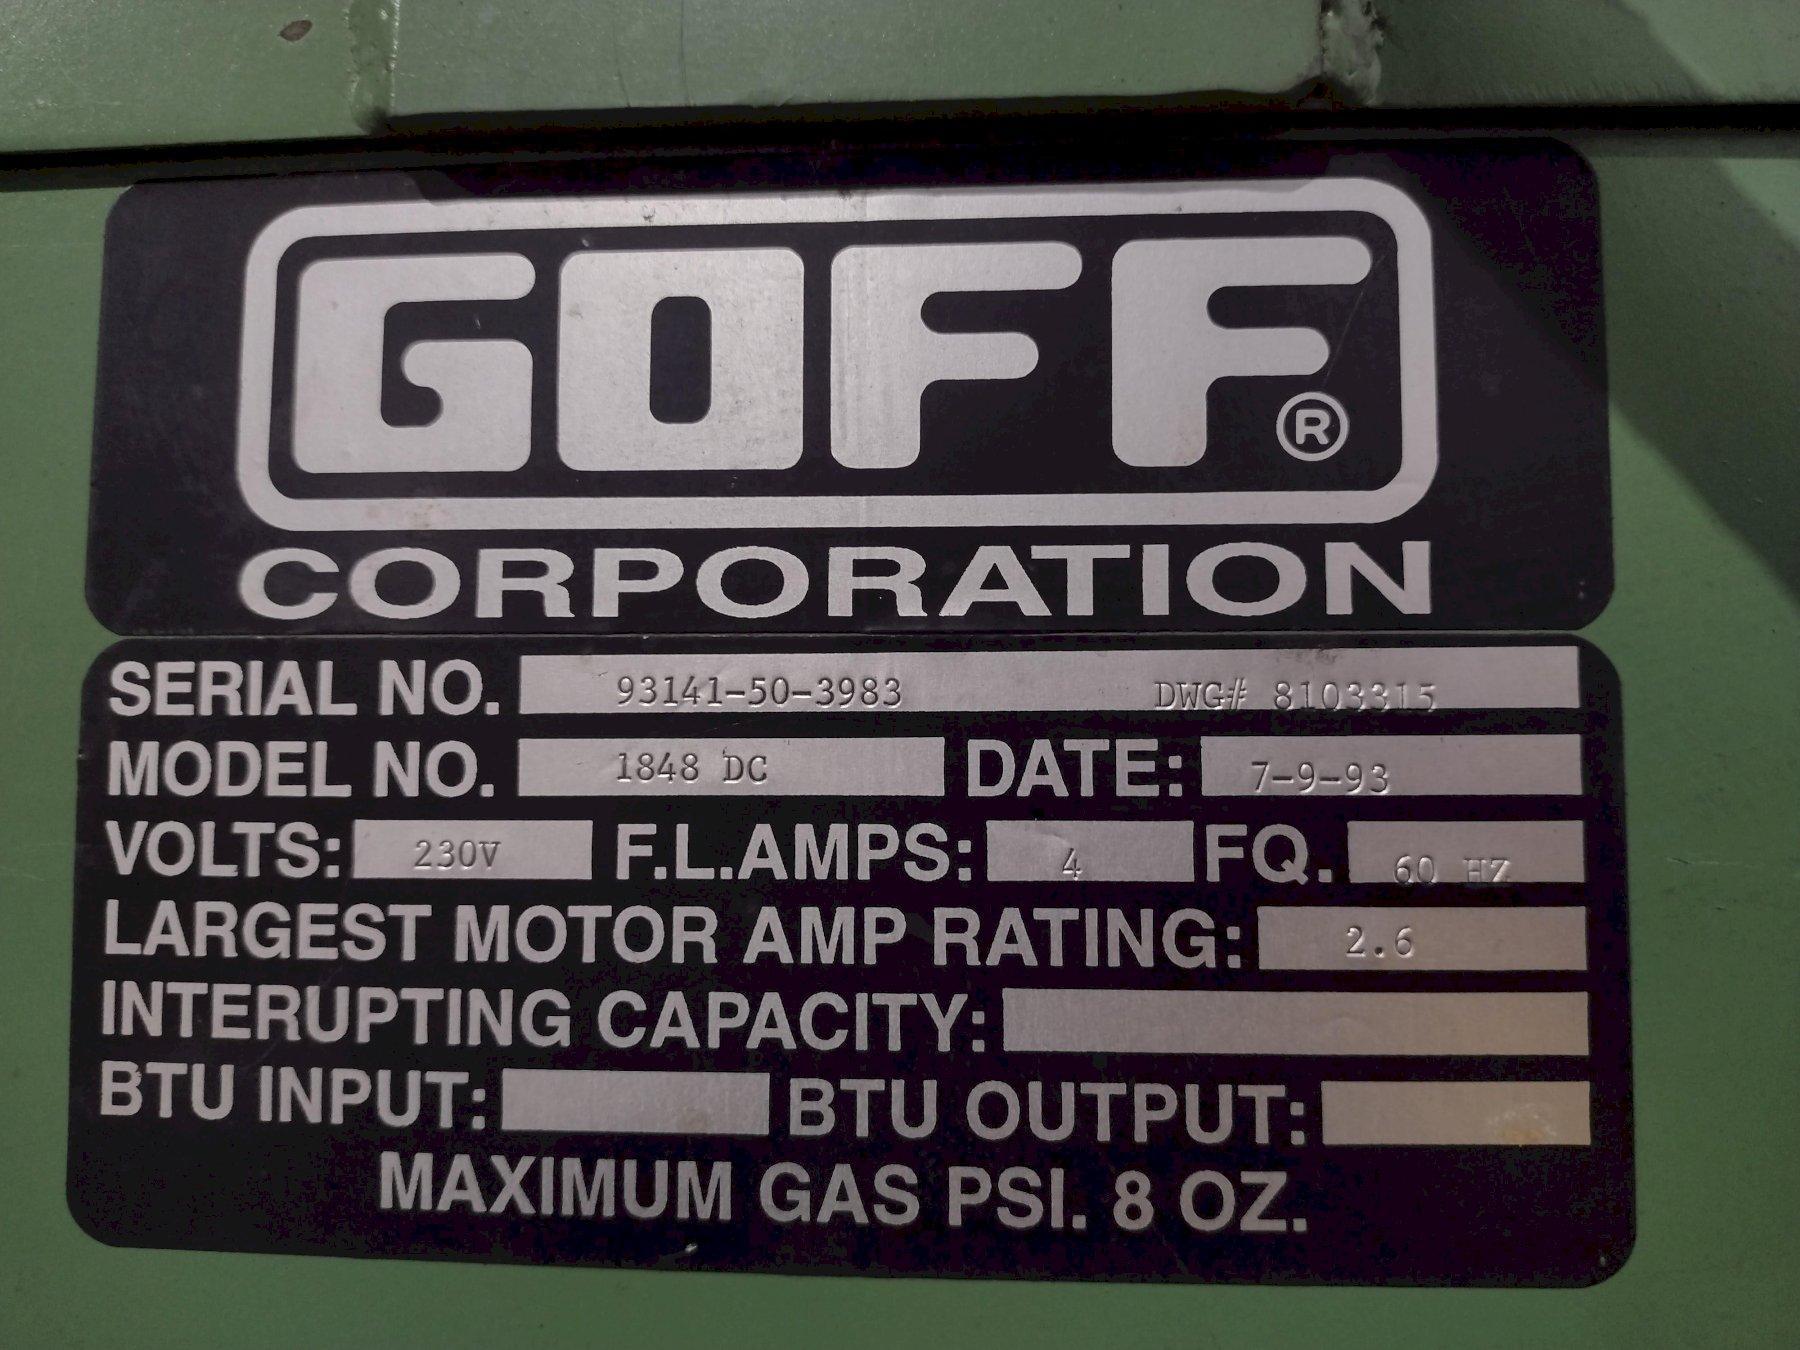 GOFF ®
CORPORATION
SERIAL NO. 93141-50-3983 DWG# 8103315
MODEL NO. 1848 DC DATE: 7-9-93
VOLTS: 230V F.L.AMPS: 4 FQ. 60 HZ
LARGEST MOTOR AMP RATING: 2.6
INTERUPTING CAPACITY:
BTU INPUT: BTU OUTPUT:
MAXIMUM GAS PSI. 8 OZ.